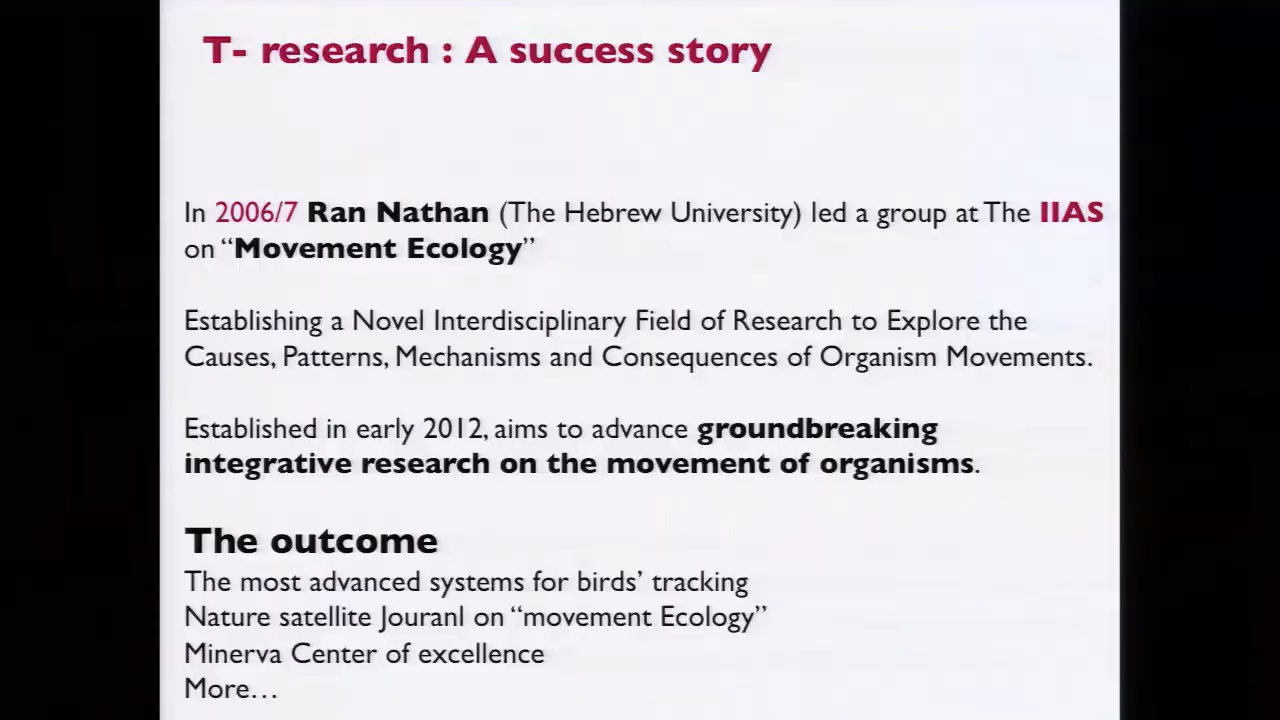 T- research : A success story
In 2006/7 Ran Nathan (The Hebrew University) led a group at The IIAS
on “Movement Ecology”
Establishing a Novel Interdisciplinary Field of Research to Explore the
Causes, Patterns, Mechanisms and Consequences of Organism Movements.
Established in early 2012, aims to advance groundbreaking
integrative research on the movement of organisms.
The outcome
The most advanced systems for birds’ tracking
Nature satellite Jouranl on “movement Ecology”
Minerva Center of excellence
More…